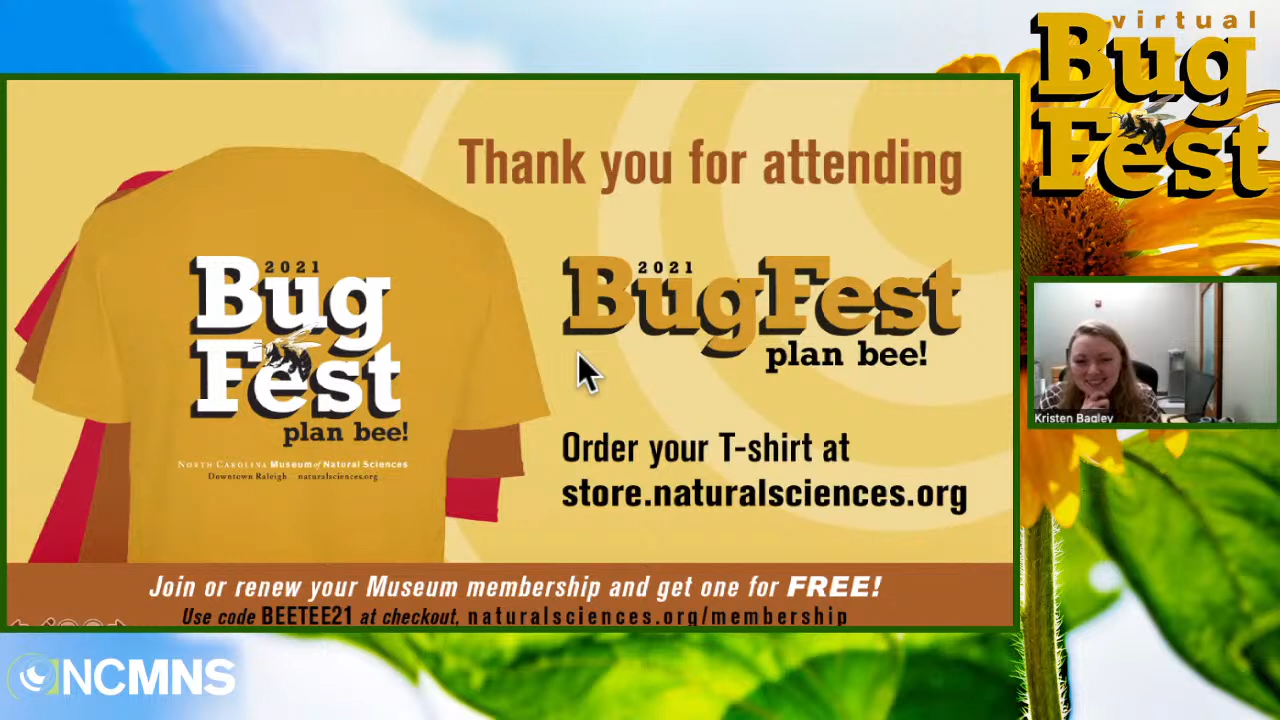 virtual
Bug
Fest
Thank you for attending
2021
Bug
Fest
plan bee!
North Carolina Museum of Natural Sciences
Downtown Raleigh naturalsciences.org
2021
BugFest
plan bee!
Order your T-shirt at
store.naturalsciences.org
Join or renew your Museum membership and get one for FREE!
Use code BEETEE21 at checkout, naturalsciences.org/membership
Kristen Bagley
NCMNS